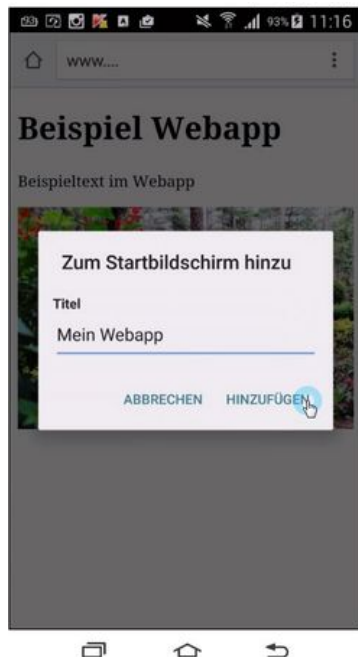 93% 11:16
www....
Beispiel Webapp
Beispieltext im Webapp
Zum Startbildschirm hinzu
Titel
Mein Webapp
ABBRECHEN HINZUFÜGEN